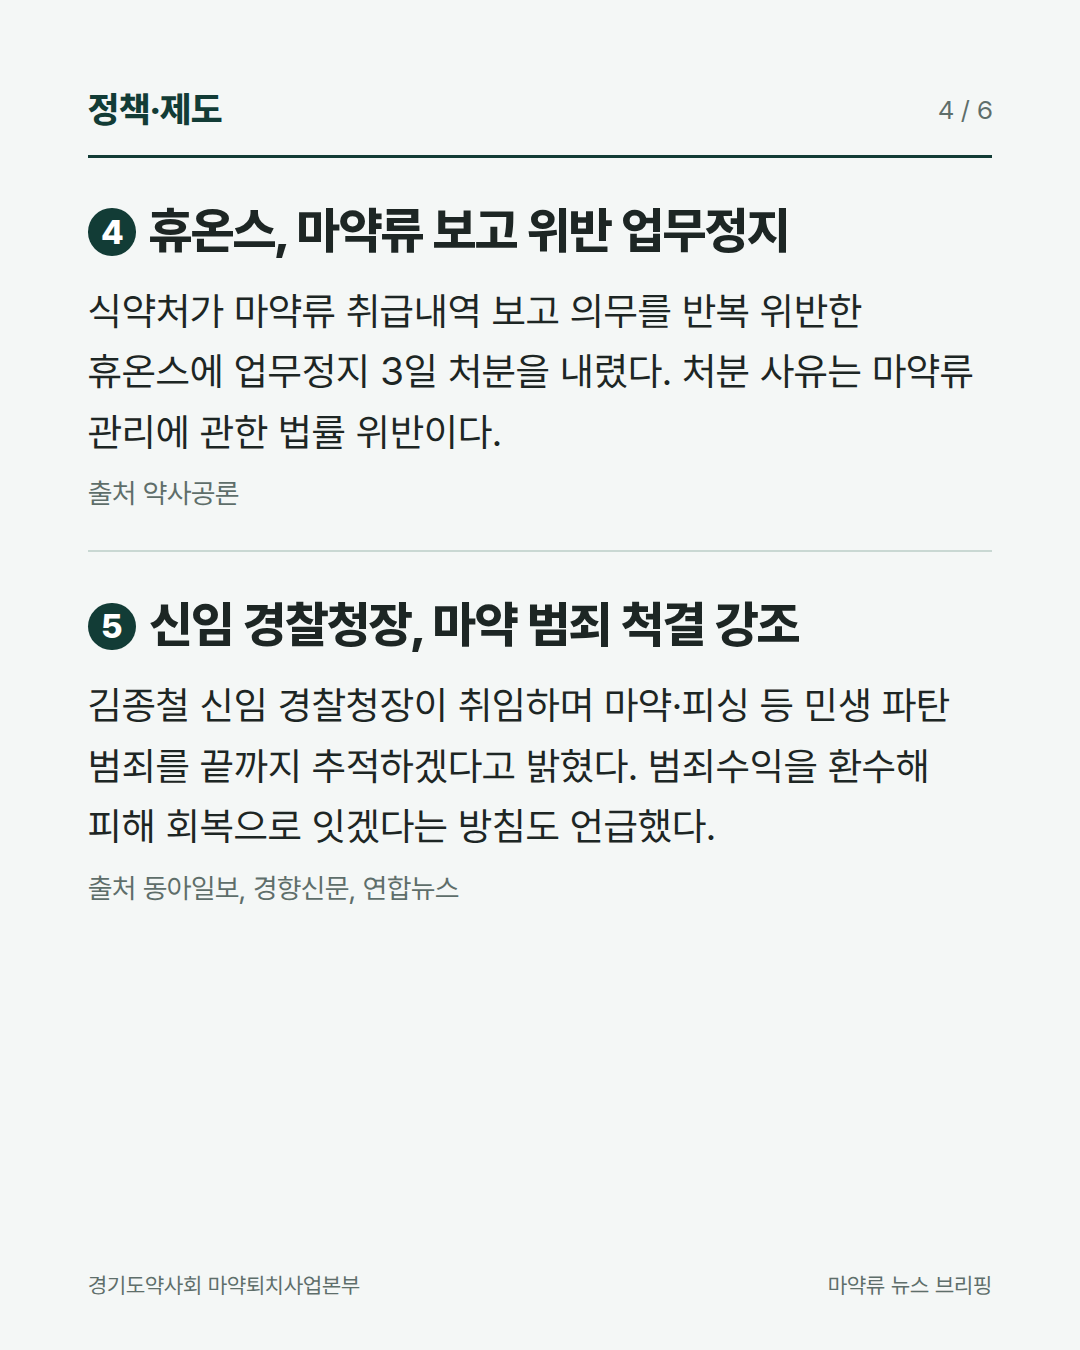 정책·제도
4 / 6
4 휴온스, 마약류 보고 위반 업무정지
식약처가 마약류 취급내역 보고 의무를 반복 위반한
휴온스에 업무정지 3일 처분을 내렸다. 처분 사유는 마약류
관리에 관한 법률 위반이다.
출처 약사공론
5 신임 경찰청장, 마약 범죄 척결 강조
김종철 신임 경찰청장이 취임하며 마약·피싱 등 민생 파탄
범죄를 끝까지 추적하겠다고 밝혔다. 범죄수익을 환수해
피해 회복으로 잇겠다는 방침도 언급했다.
출처 동아일보, 경향신문, 연합뉴스
경기도약사회 마약퇴치사업본부
마약류 뉴스 브리핑